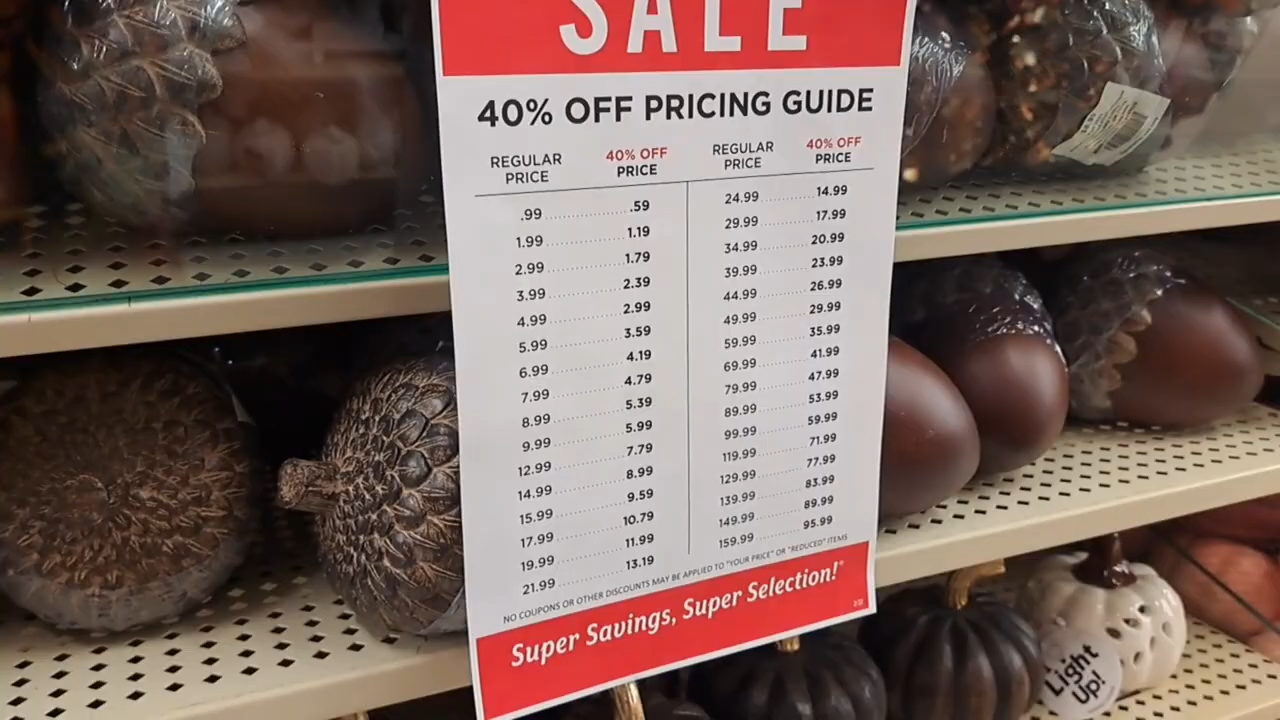 SALE
40% OFF PRICING GUIDE
REGULAR PRICE 40% OFF PRICE REGULAR PRICE 40% OFF PRICE
.99 .59 24.99 14.99
1.99 1.19 29.99 17.99
2.99 1.79 34.99 20.99
3.99 2.39 39.99 23.99
4.99 2.99 44.99 26.99
5.99 3.59 49.99 29.99
6.99 4.19 59.99 35.99
7.99 4.79 69.99 41.99
8.99 5.39 79.99 47.99
9.99 5.99 89.99 53.99
12.99 7.79 99.99 59.99
14.99 8.99 119.99 71.99
15.99 9.59 129.99 77.99
17.99 10.79 139.99 83.99
19.99 11.99 149.99 89.99
21.99 13.19 159.99 95.99
NO COUPONS OR OTHER DISCOUNTS MAY BE APPLIED TO "YOUR PRICE" OR "REDUCED" ITEMS
Super Savings, Super Selection!
Light
Up!